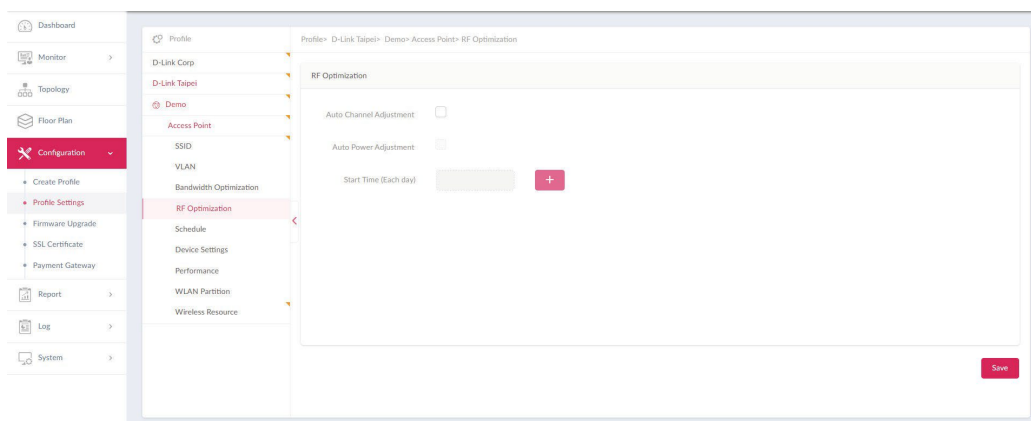 Dashboard
Monitor
Topology
Floor Plan
Configuration
Create Profile
Profile Settings
Firmware Upgrade
SSL Certificate
Payment Gateway
Report
Log
System
Profile
D-Link Corp
D-Link Taipei
Demo
Access Point
SSID
VLAN
Bandwidth Optimization
RF Optimization
Schedule
Device Settings
Performance
WLAN Partition
Wireless Resource
Profile> D-Link Taipei> Demo> Access Point> RF Optimization
RF Optimization
Auto Channel Adjustment
Auto Power Adjustment
Start Time (Each day)
+
Save